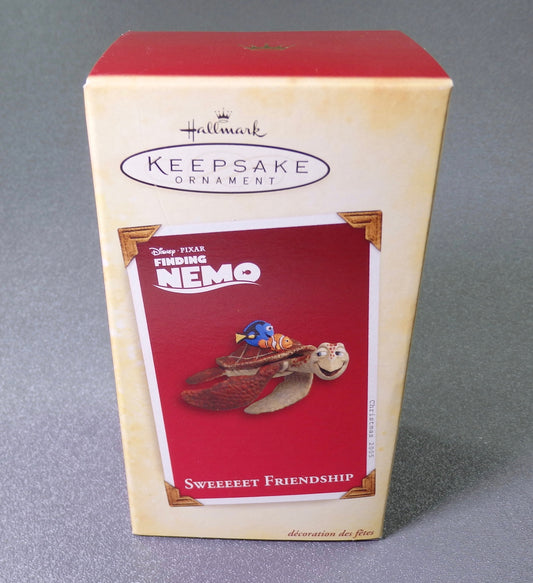 Hallmark
KEEPSAKE
ORNAMENT
Disney · PIXAR
FINDING
NEMO
Christmas 2005
SWEEEEET FRIENDSHIP
décoration des fêtes